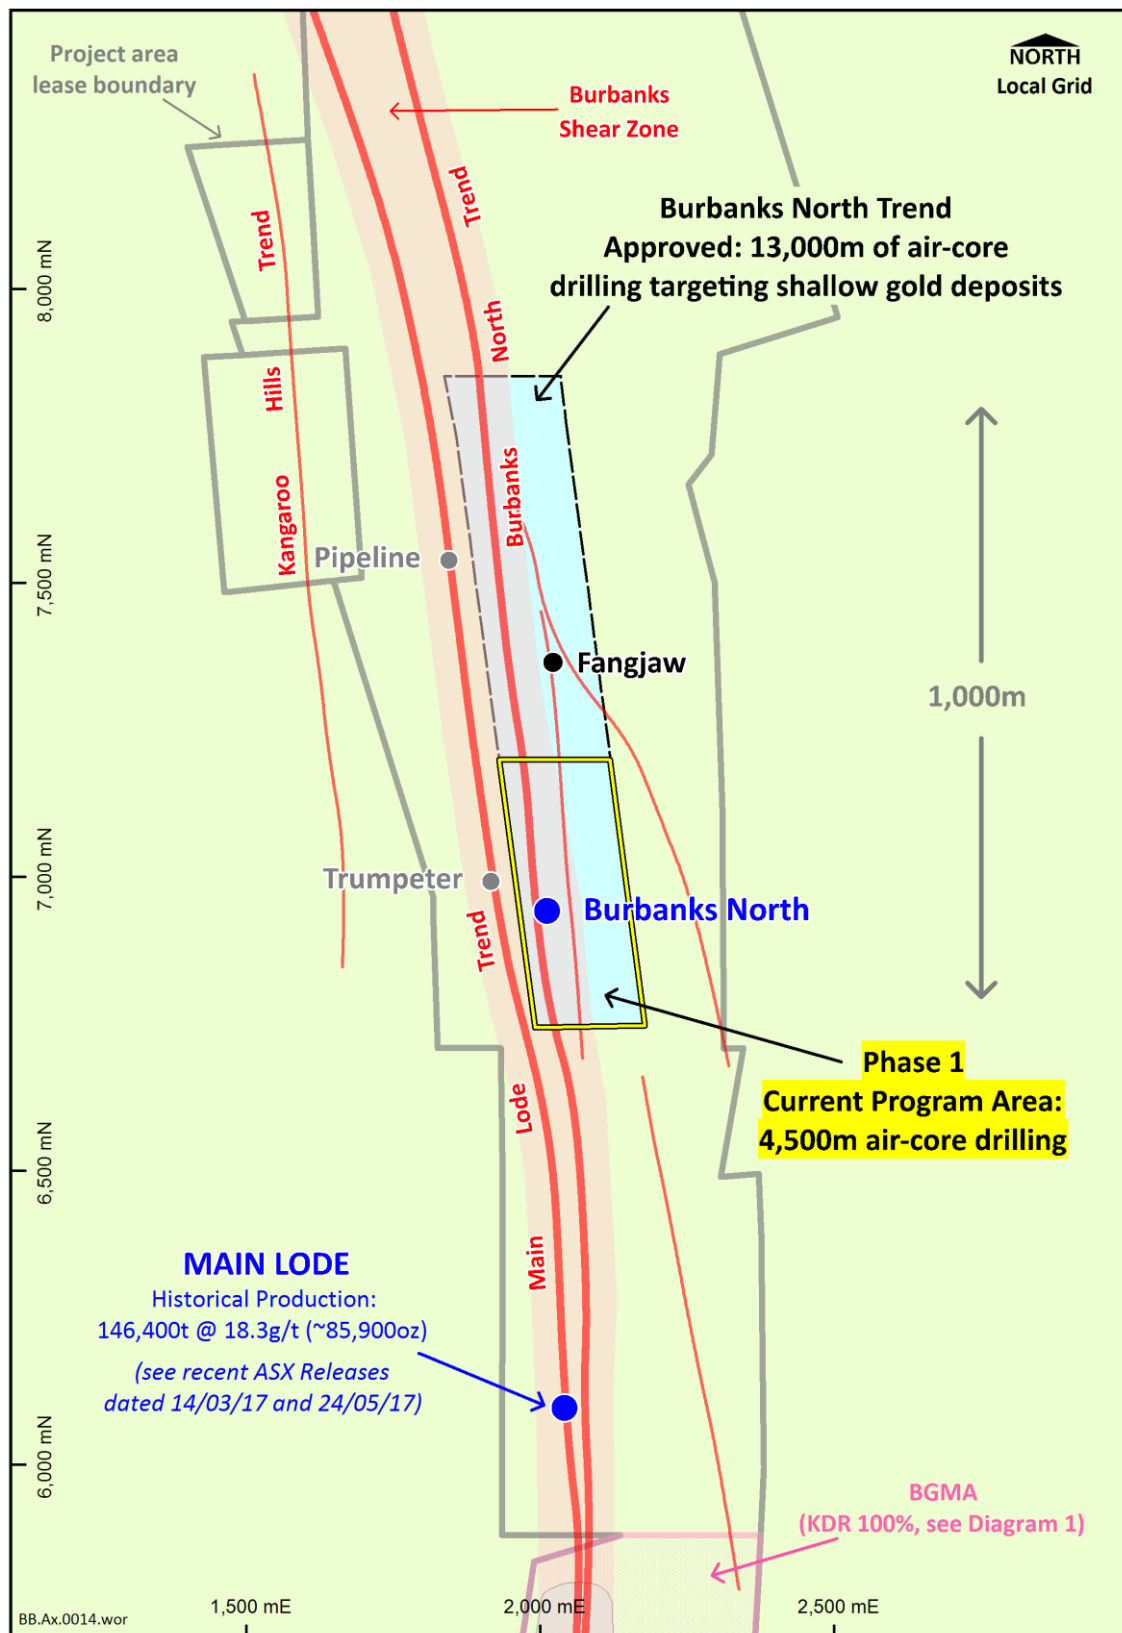 Project area
lease boundary
NORTH
Local Grid
Burbanks
Shear Zone
Trend
Burbanks North Trend
Approved: 13,000m of air-core
drilling targeting shallow gold deposits
Trend
8,000 mN
North
Hills
Burbanks
Kangaroo
Pipeline
7,500 mN
Fangjaw
1,000m
7,000 mN
Trumpeter
Burbanks North
Trend
Phase 1
Current Program Area:
4,500m air-core drilling
Lode
6,500 mN
Main
MAIN LODE
Historical Production:
146,400t @ 18.3g/t (~85,900oz)
(see recent ASX Releases
dated 14/03/17 and 24/05/17)
6,000 mN
BGMA
(KDR 100%, see Diagram 1)
BB.Ax.0014.wor
1,500 mE
2,000 mE
2,500 mE